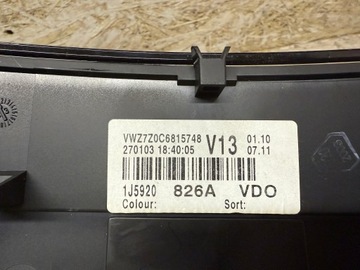 VWZ7Z0C6815748 V13 01.10
270103 18:40:05 07.11
1J5920 826A VDO
Colour: Sort: